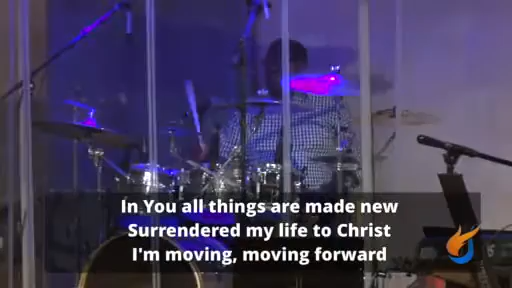 In You all things are made new
Surrendered my life to Christ
I'm moving, moving forward